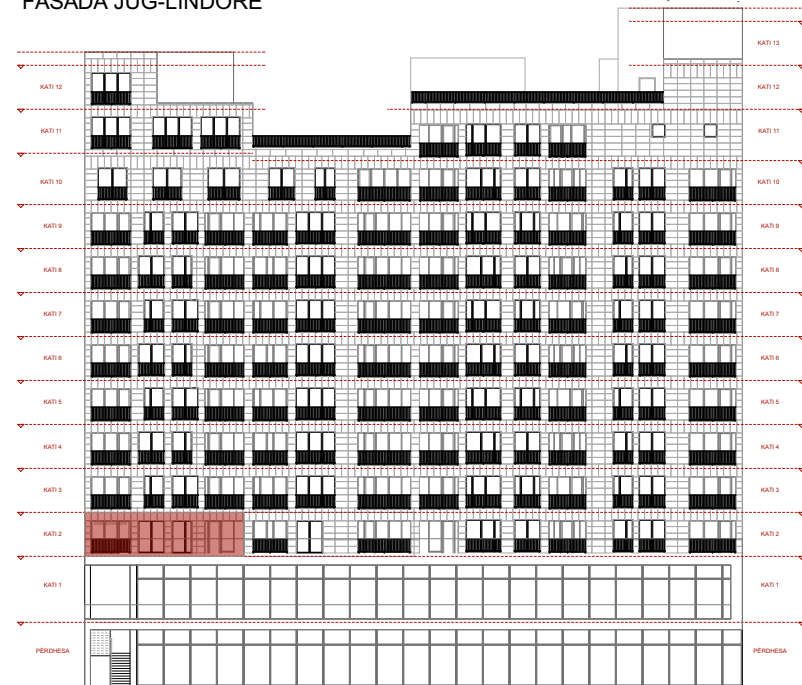 FASADA JUG-LINDORE
KATI 13
KATI 12 KATI 12
KATI 11 KATI 11
KATI 10 KATI 10
KATI 9 KATI 9
KATI 8 KATI 8
KATI 7 KATI 7
KATI 6 KATI 6
KATI 5 KATI 5
KATI 4 KATI 4
KATI 3 KATI 3
KATI 2 KATI 2
KATI 1 KATI 1
PËRDHESA PËRDHESA